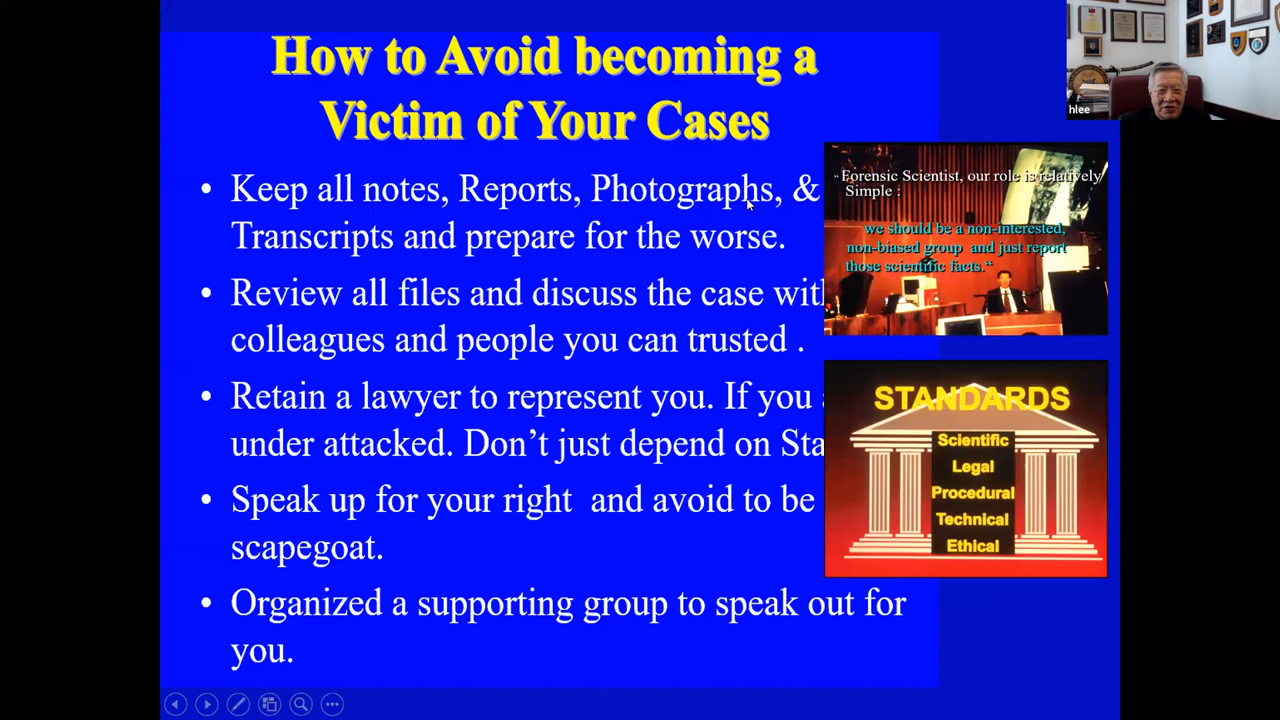 How to Avoid becoming a
Victim of Your Cases
• Keep all notes, Reports, Photographs, &
Transcripts and prepare for the worse.
• Review all files and discuss the case with
colleagues and people you can trusted .
• Retain a lawyer to represent you. If you
under attacked. Don’t just depend on
• Speak up for your right and avoid to be
scapegoat.
• Organized a supporting group to speak out for
you.
hlee
“ Forensic Scientist, our role is relatively
Simple :
we should be a non-interested,
non-biased group and just report
those scientific facts.“
STANDARDS
Scientific
Legal
Procedural
Technical
Ethical